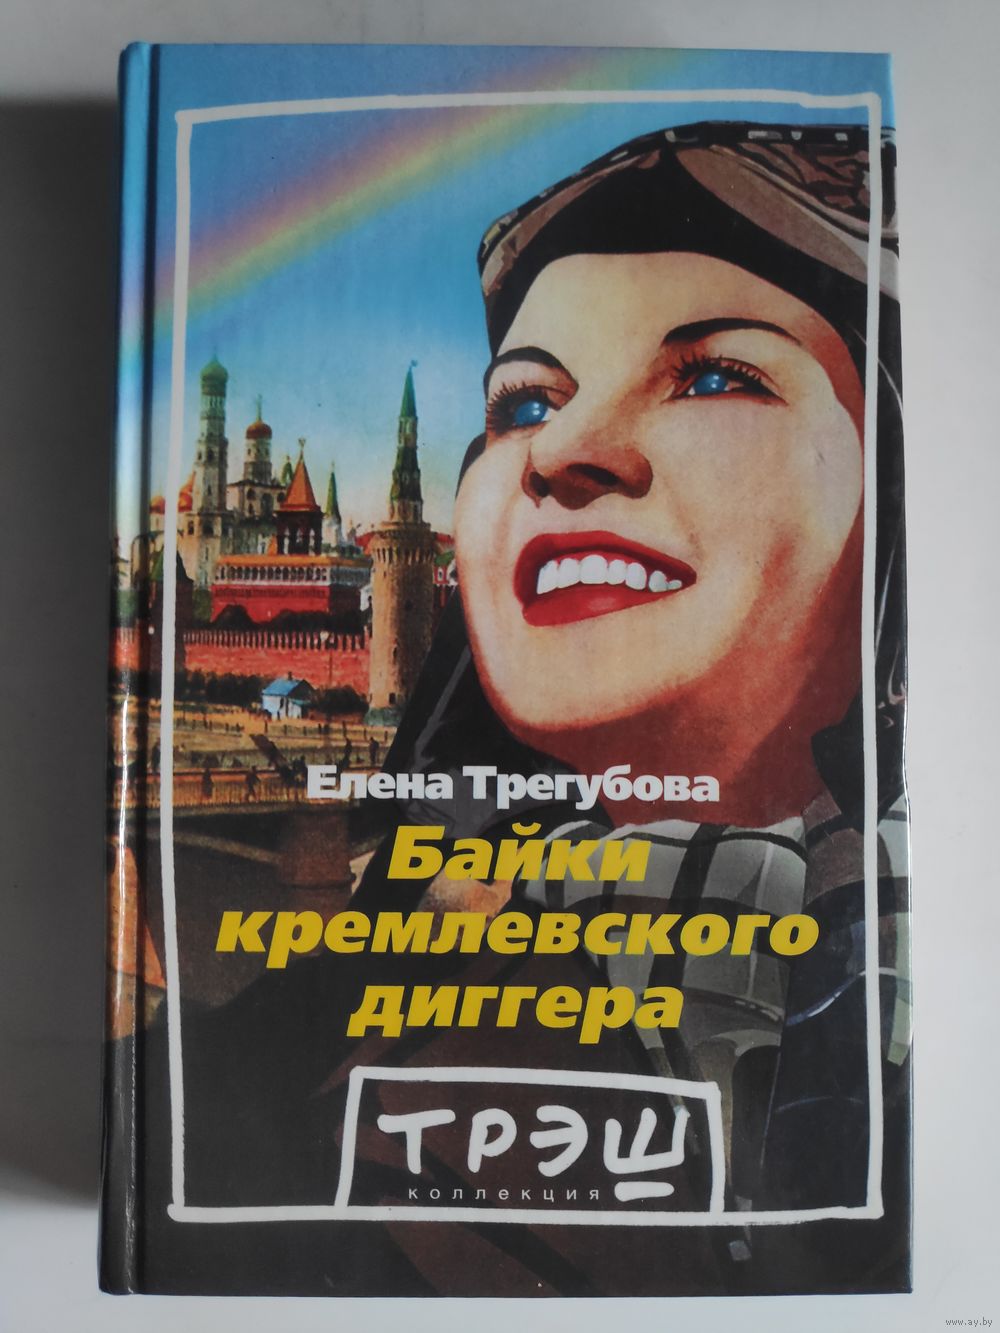 Елена Трегубова
Байки
кремлевского
диггера
ТРЭШ
коллекция
www.ay.by